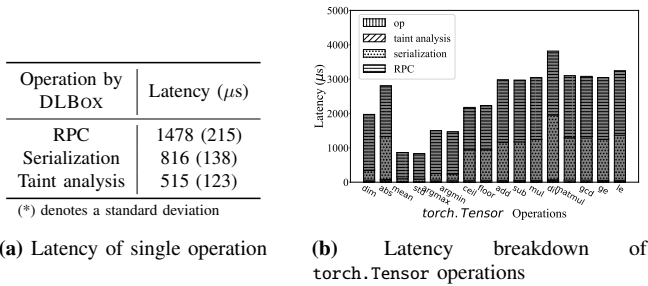 Operation by
DLBOX
Latency (μs)
RPC 1478 (215)
Serialization 816 (138)
Taint analysis 515 (123)
(*) denotes a standard deviation
(a) Latency of single operation
5000
4000
3000
2000
1000
0
Latency (μs)
op
taint analysis
serialization
RPC
dim
abs
mean
std
argmax
argmin
ceil
floor
add
sub
mul
div
matmul
gcd
ge
le
torch.Tensor Operations
(b) Latency breakdown of
torch.Tensor operations